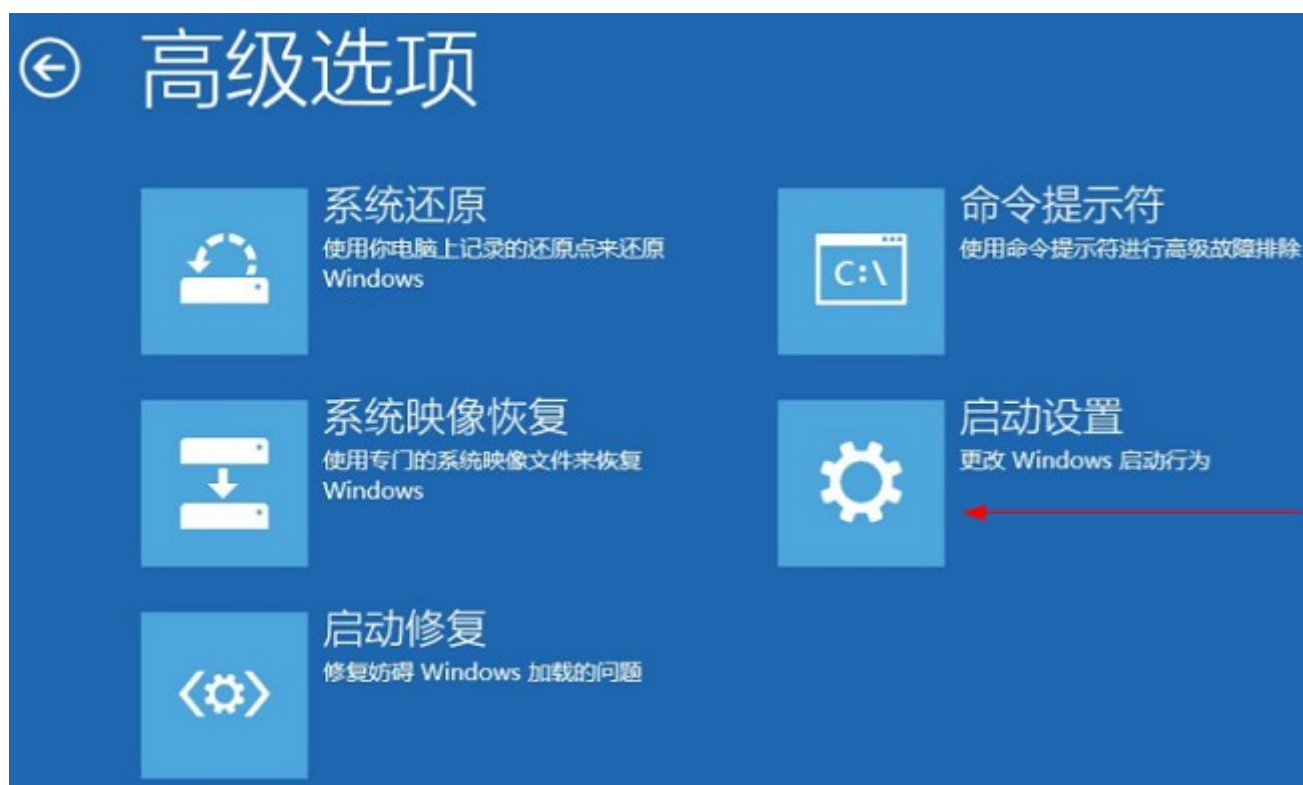 高级选项
系统还原
使用你电脑上记录的还原点来还原
Windows
命令提示符
C:\
使用命令提示符进行高级故障排除
系统映像恢复
使用专门的系统映像文件来恢复
Windows
启动设置
更改 Windows 启动行为
启动修复
修复妨碍 Windows 加载的问题